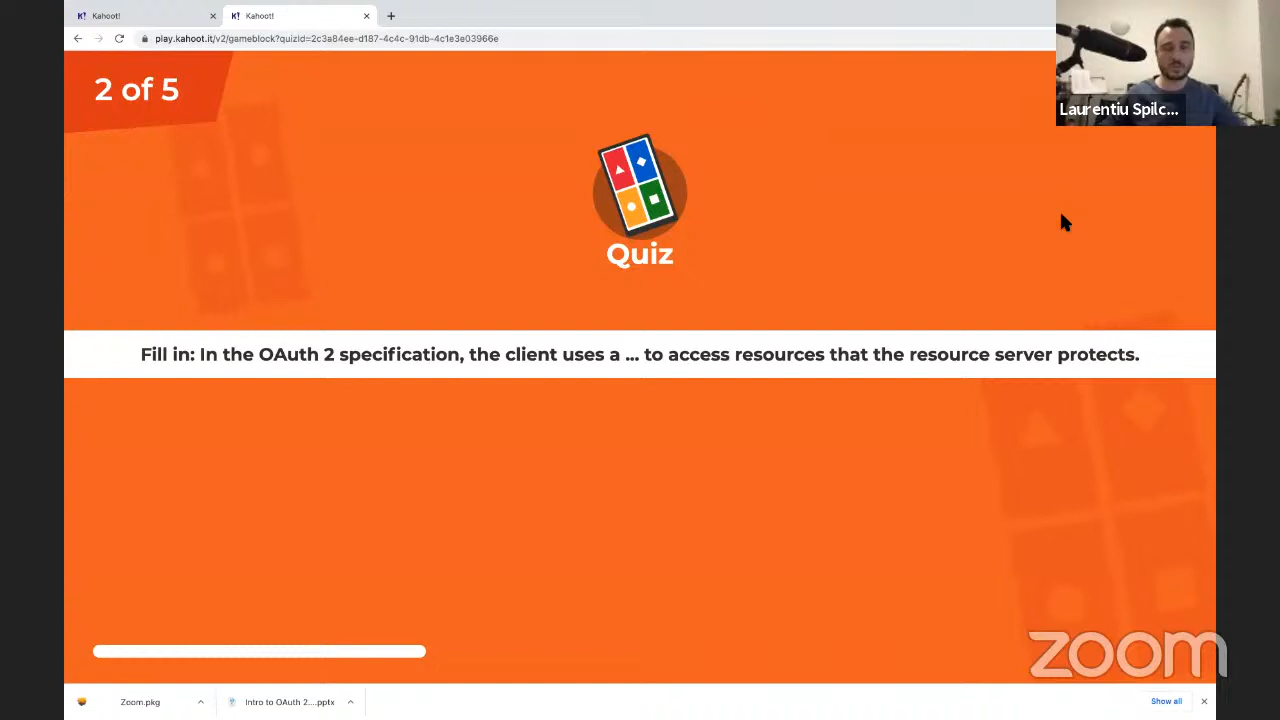 Kahoot!
Kahoot!
play.kahoot.it/v2/gameblock?quizId=2c3a84ee-d187-4c4c-91db-4c1e3e03966e
2 of 5
Laurentiu Spilc...
Quiz
Fill in: In the OAuth 2 specification, the client uses a ... to access resources that the resource server protects.
zoom
Zoom.pkg
Intro to OAuth 2....pptx
Show all